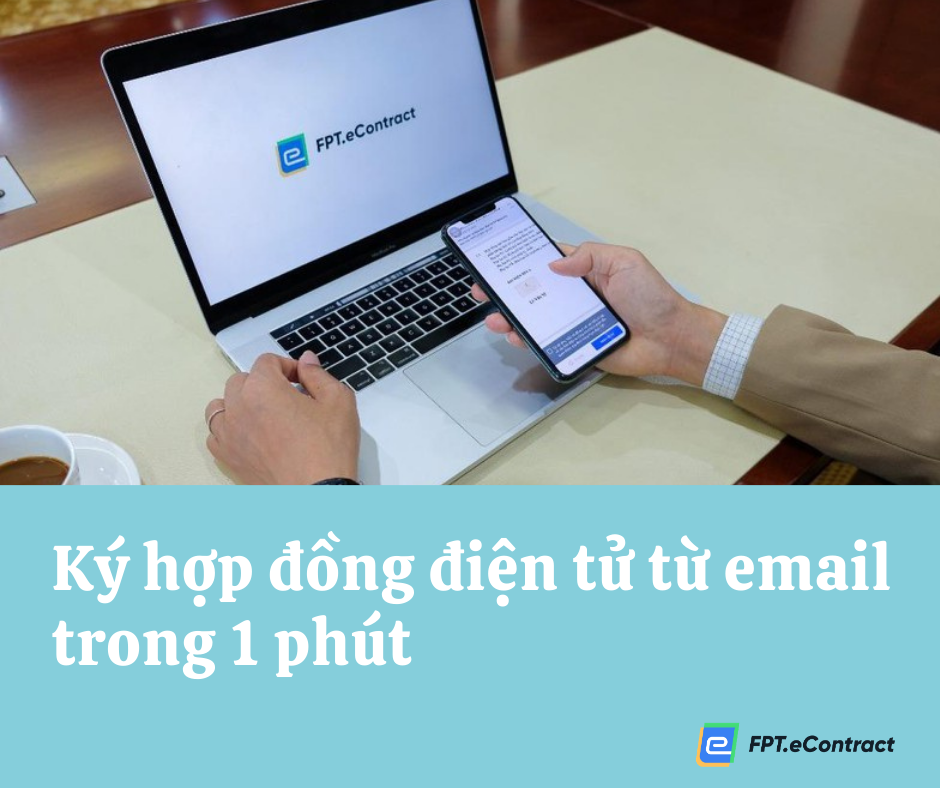 FPT.eContract
Ký hợp đồng điện tử từ email
trong 1 phút
FPT.eContract